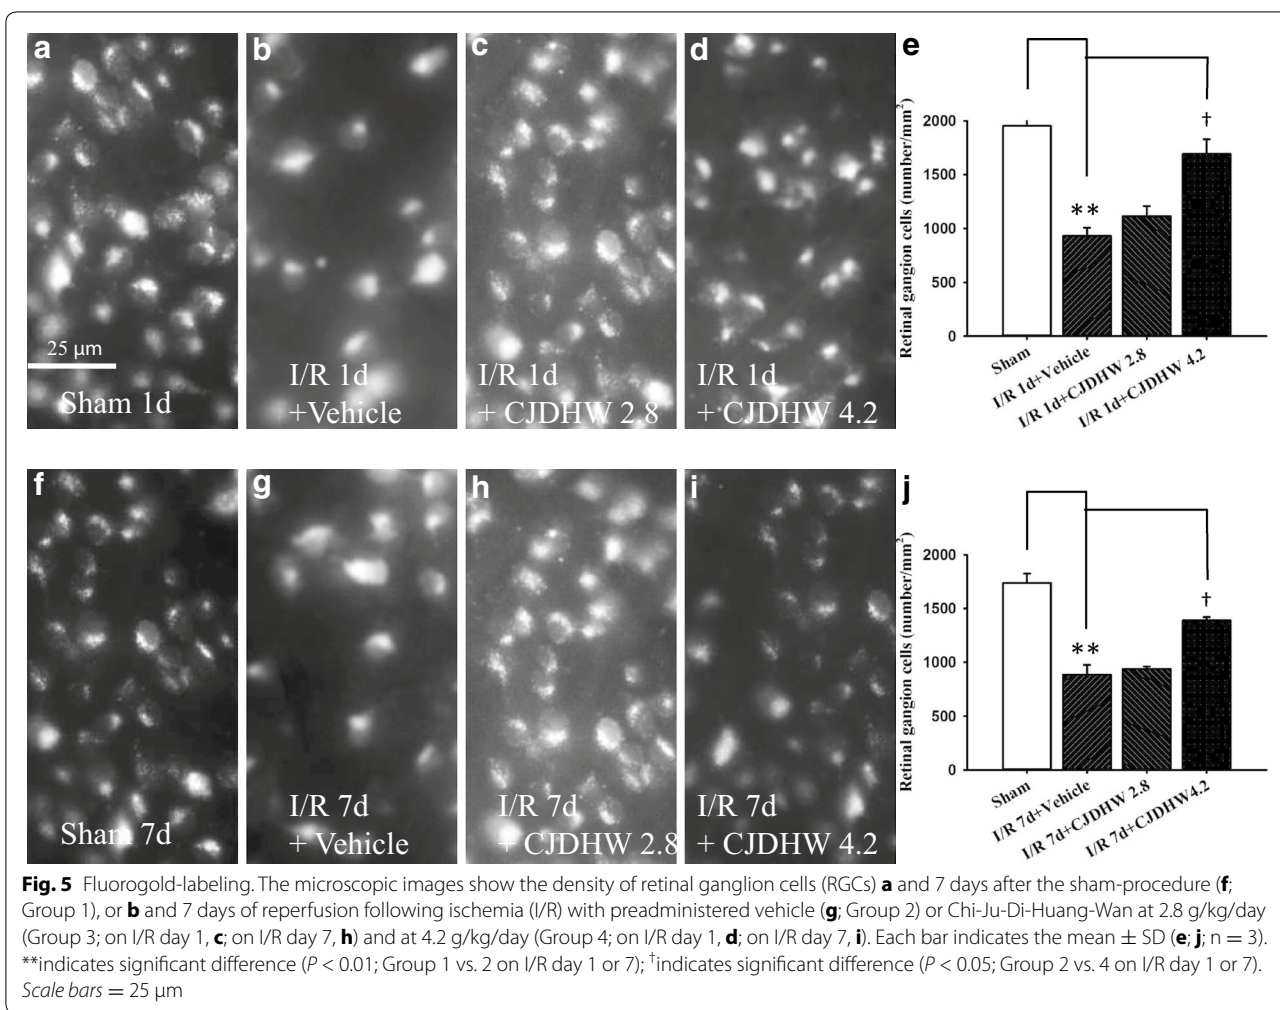 a
25 µm
Sham 1d
b
I/R 1d
+Vehicle
c
I/R 1d
+ CJDHW 2.8
d
I/R 1d
+ CJDHW 4.2
e
Retinal gangion cells (number/mm²)
2000
1500
1000
500
0
**
†
Sham
I/R 1d+Vehicle
I/R 1d+CJDHW 2.8
I/R 1d+CJDHW 4.2
f
Sham 7d
g
I/R 7d
+ Vehicle
h
I/R 7d
+ CJDHW 2.8
i
I/R 7d
+ CJDHW 4.2
j
Retinal gangion cells (number/mm²)
2000
1500
1000
500
0
**
†
Sham
I/R 7d+Vehicle
I/R 7d+CJDHW 2.8
I/R 7d+CJDHW4.2
Fig. 5 Fluorogold-labeling. The microscopic images show the density of retinal ganglion cells (RGCs) a and 7 days after the sham-procedure (f;
Group 1), or b and 7 days of reperfusion following ischemia (I/R) with preadministered vehicle (g; Group 2) or Chi-Ju-Di-Huang-Wan at 2.8 g/kg/day
(Group 3; on I/R day 1, c; on I/R day 7, h) and at 4.2 g/kg/day (Group 4; on I/R day 1, d; on I/R day 7, i). Each bar indicates the mean ± SD (e; j; n = 3).
**indicates significant difference (P < 0.01; Group 1 vs. 2 on I/R day 1 or 7); †indicates significant difference (P < 0.05; Group 2 vs. 4 on I/R day 1 or 7).
Scale bars = 25 µm